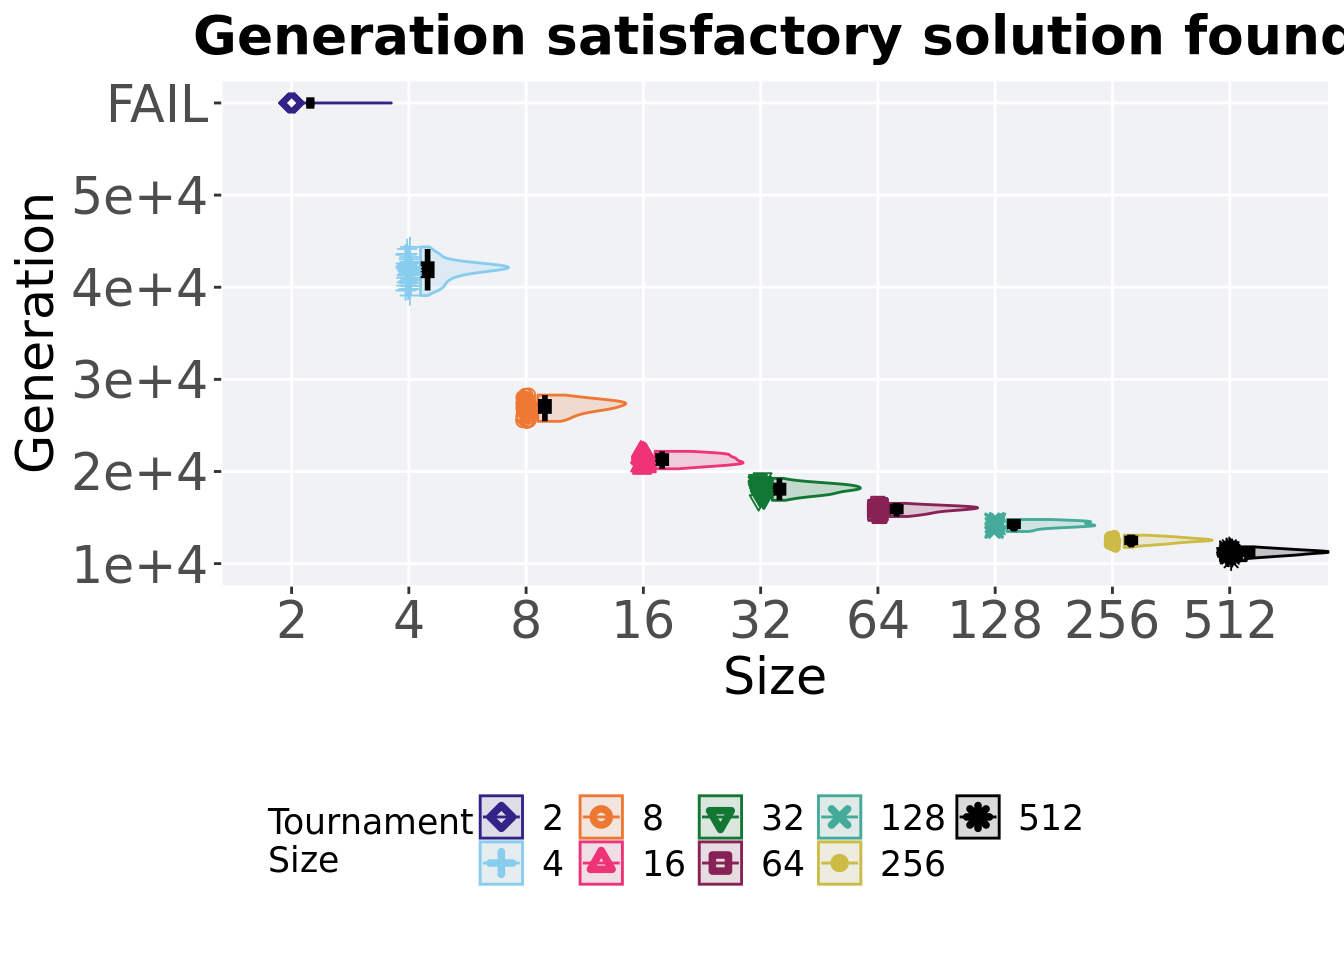 Generation satisfactory solution found
Generation
FAIL
5e+4
4e+4
3e+4
2e+4
1e+4
2 4 8 16 32 64 128 256 512
Size
Tournament Size
2 8 32 128 512
4 16 64 256